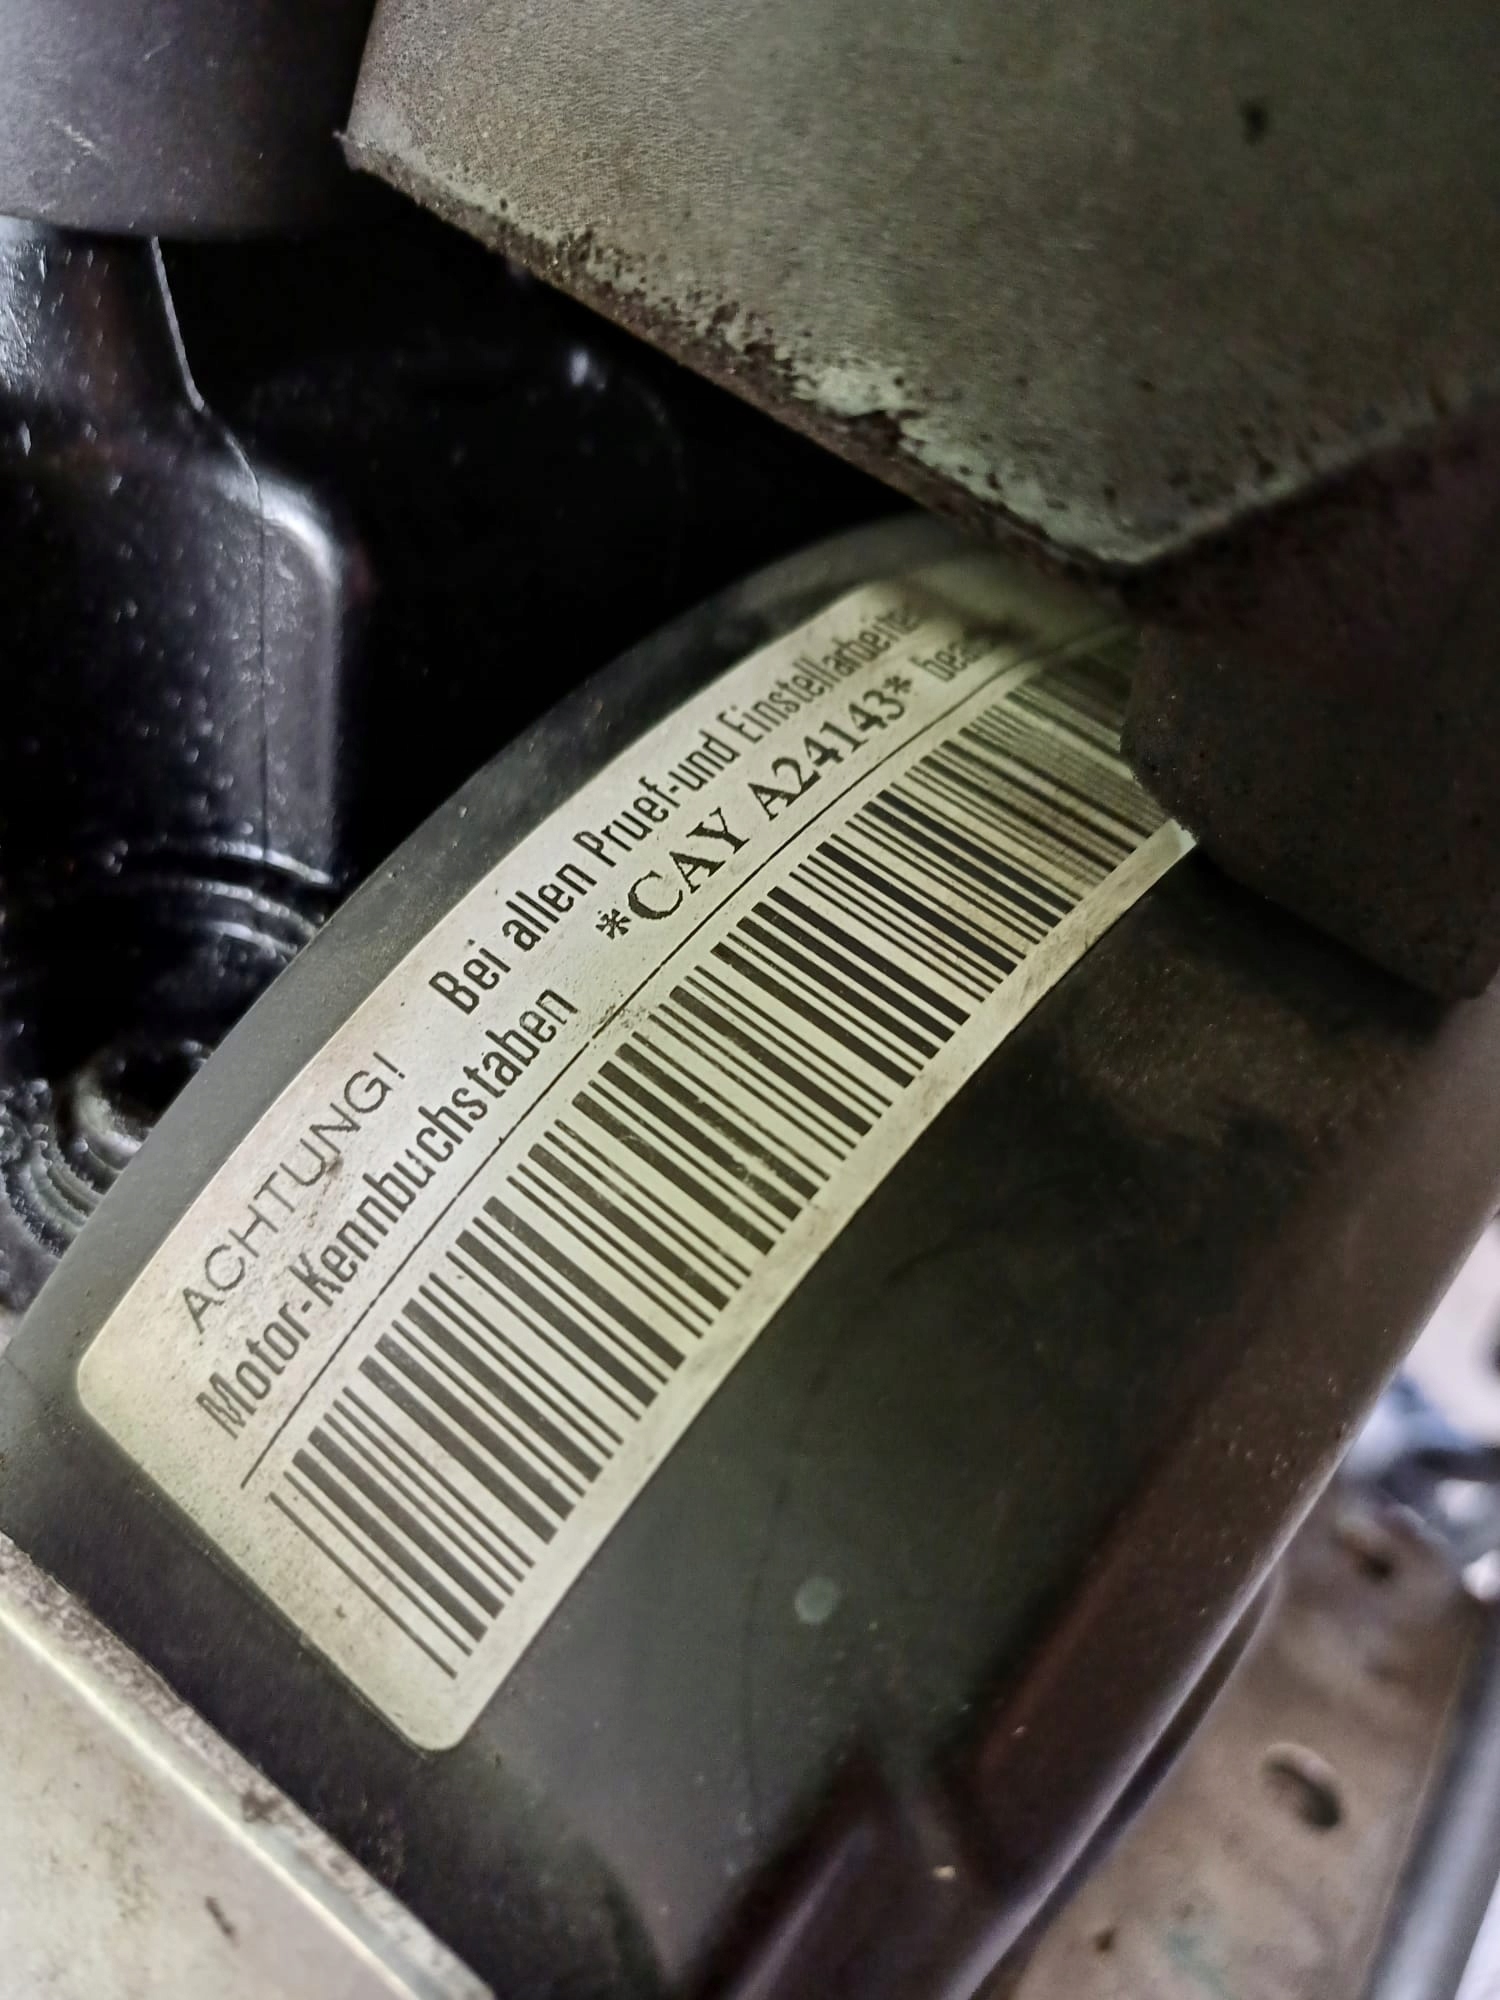 ACHTUNG! Bei allen Pruef-und Einstellarbeiten
Motor-Kennbuchstaben *CAY A24143*